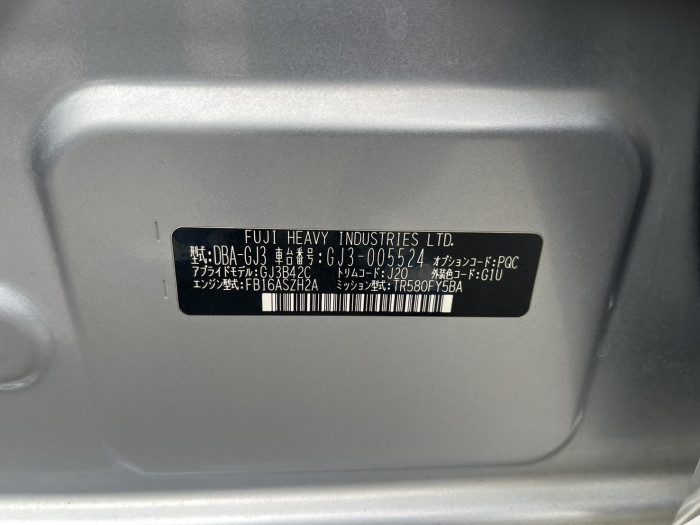 FUJI HEAVY INDUSTRIES LTD.
型式:DBA-GJ3 車台番号:GJ3-005524 オプションコード:PQC
アプライドモデル:GJ3B42C トリムコード:J20 外装色コード:G1U
エンジン型式:FB16ASZH2A ミッション型式:TR580FY5BA